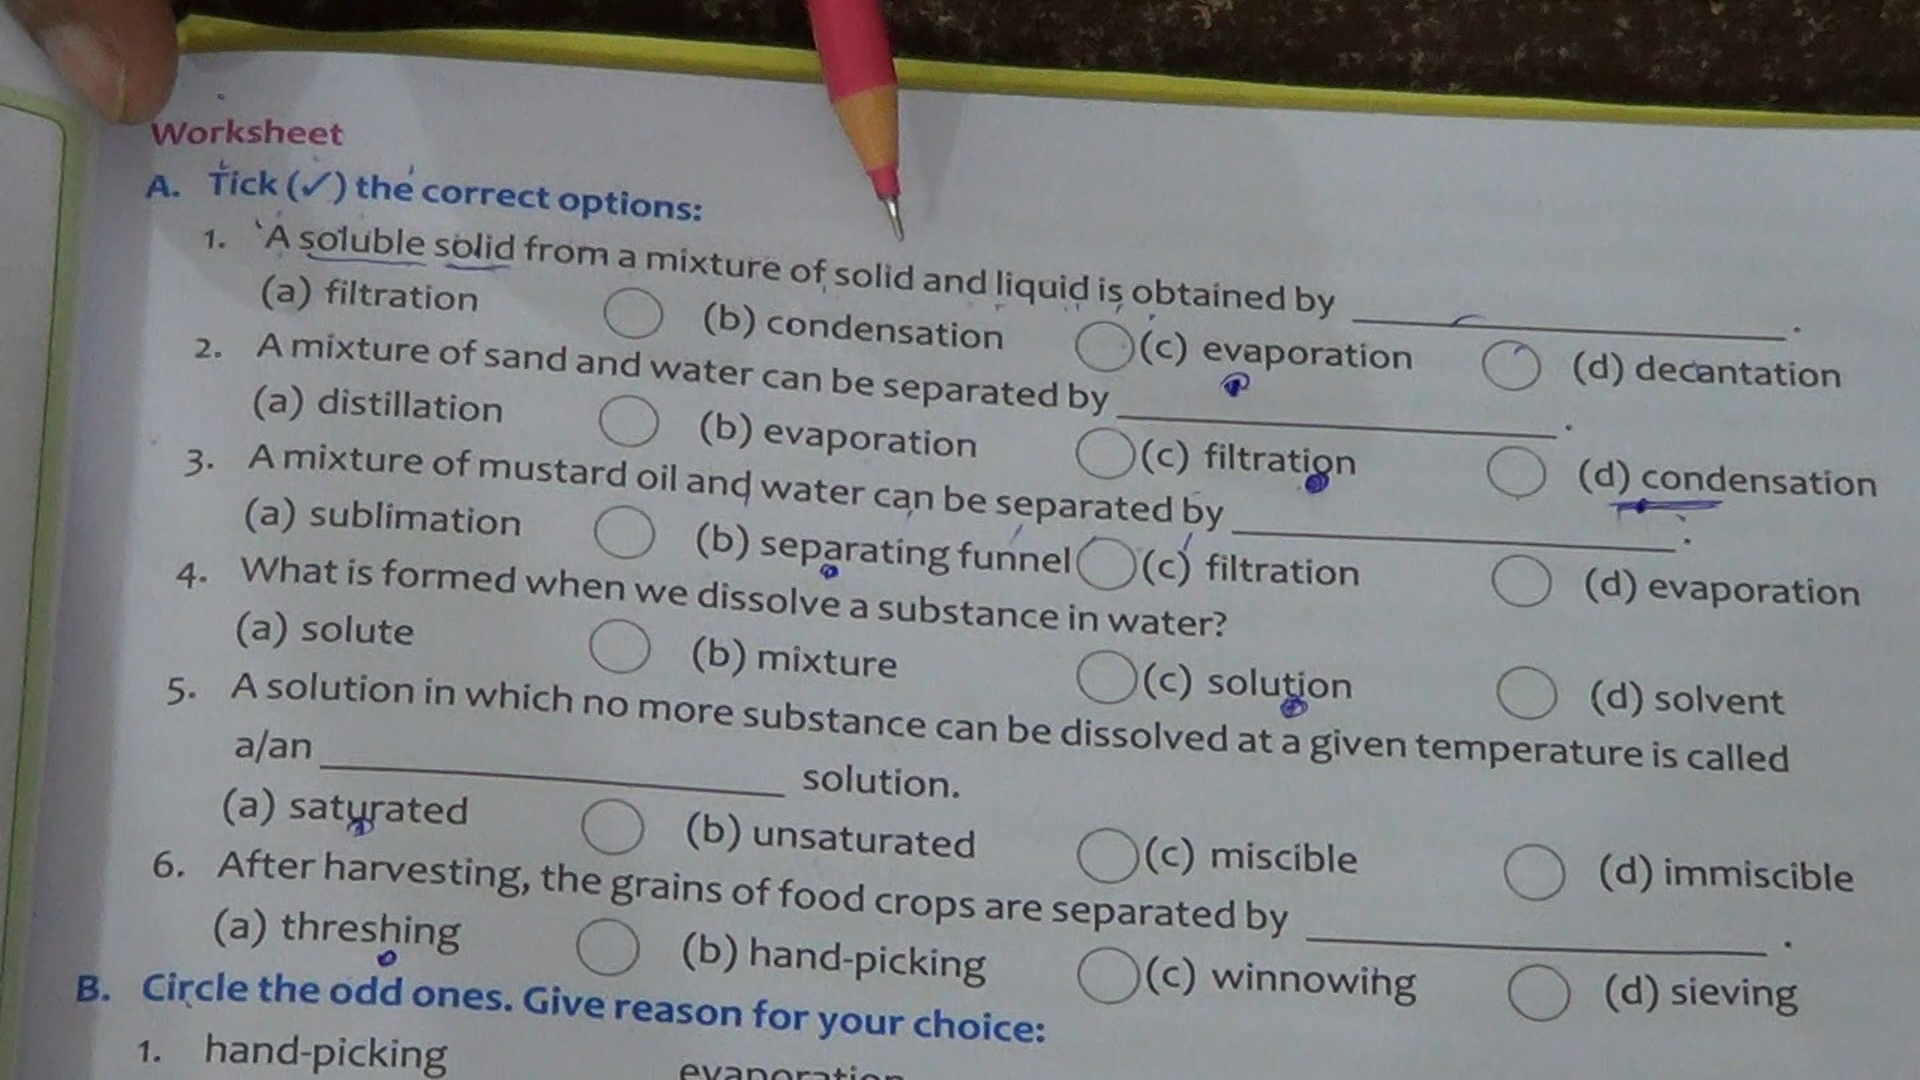 Worksheet
A. Tick (✓) the correct options:
1. A soluble solid from a mixture of solid and liquid is obtained by ____________.
(a) filtration (b) condensation (c) evaporation (d) decantation
2. A mixture of sand and water can be separated by ____________.
(a) distillation (b) evaporation (c) filtration (d) condensation
3. A mixture of mustard oil and water can be separated by ____________.
(a) sublimation (b) separating funnel (c) filtration (d) evaporation
4. What is formed when we dissolve a substance in water?
(a) solute (b) mixture (c) solution (d) solvent
5. A solution in which no more substance can be dissolved at a given temperature is called
a/an ____________ solution.
(a) saturated (b) unsaturated (c) miscible (d) immiscible
6. After harvesting, the grains of food crops are separated by ____________.
(a) threshing (b) hand-picking (c) winnowing (d) sieving
B. Circle the odd ones. Give reason for your choice:
1. hand-picking evaporation